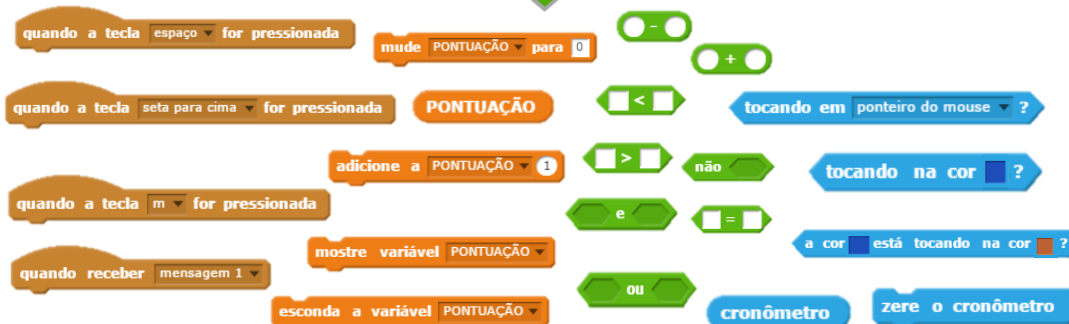 quando a tecla espaço for pressionada
mude PONTUAÇÃO para 0
-
+
quando a tecla seta para cima for pressionada
PONTUAÇÃO
<
tocando em ponteiro do mouse ?
adicione a PONTUAÇÃO 1
>
não
tocando na cor ?
quando a tecla m for pressionada
e
=
mostre variável PONTUAÇÃO
a cor está tocando na cor ?
quando receber mensagem 1
ou
esconda a variável PONTUAÇÃO
cronômetro
zere o cronômetro